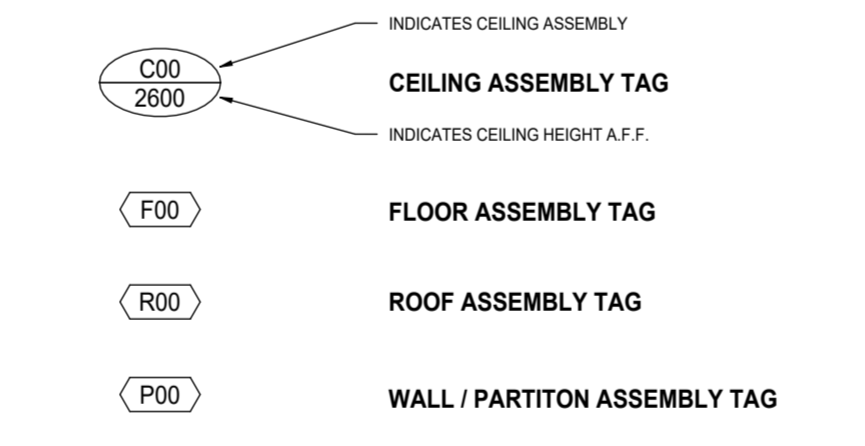 INDICATES CEILING ASSEMBLY
C00
CEILING ASSEMBLY TAG
2600
INDICATES CEILING HEIGHT A.F.F.
F00
FLOOR ASSEMBLY TAG
R00
ROOF ASSEMBLY TAG
P00
WALL / PARTITON ASSEMBLY TAG